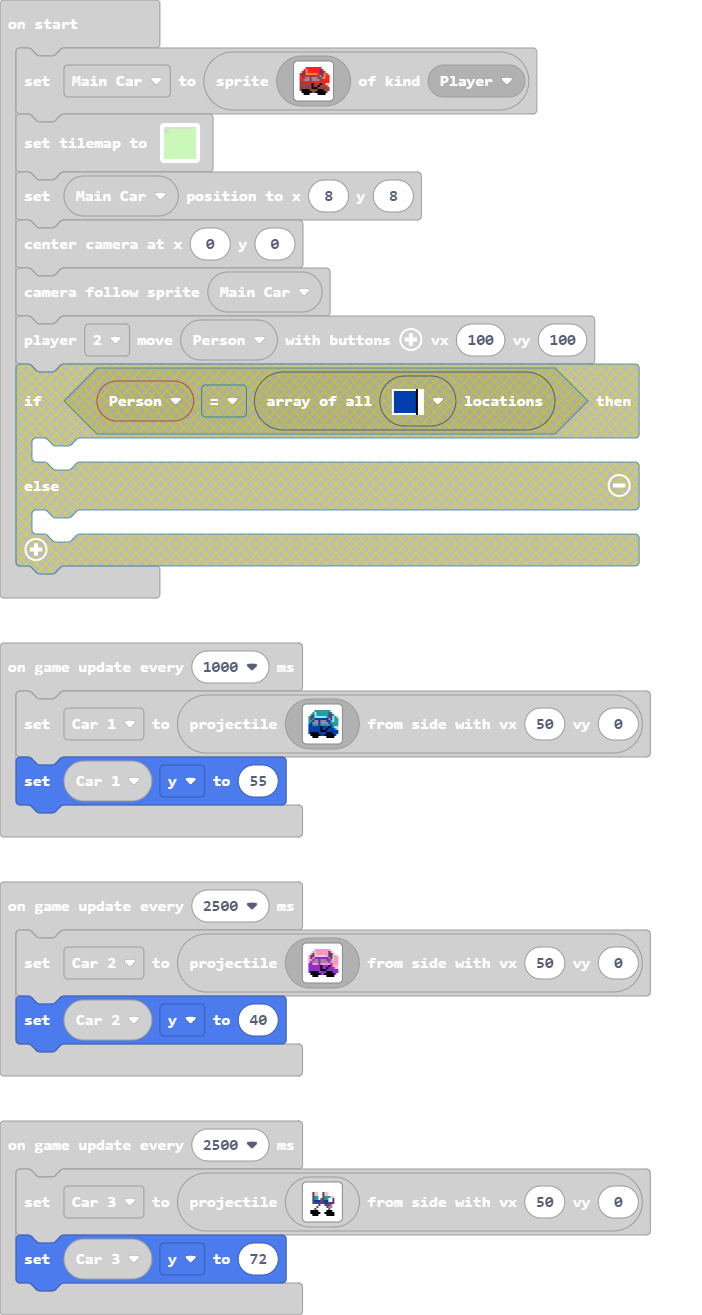 on start
set Main Car to sprite of kind Player
set tilemap to
set Main Car position to x 8 y 8
center camera at x 0 y 0
camera follow sprite Main Car
player 2 move Person with buttons vx 100 vy 100
if Person = array of all locations then
else
on game update every 1000 ms
set Car 1 to projectile from side with vx 50 vy 0
set Car 1 y to 55
on game update every 2500 ms
set Car 2 to projectile from side with vx 50 vy 0
set Car 2 y to 40
on game update every 2500 ms
set Car 3 to projectile from side with vx 50 vy 0
set Car 3 y to 72